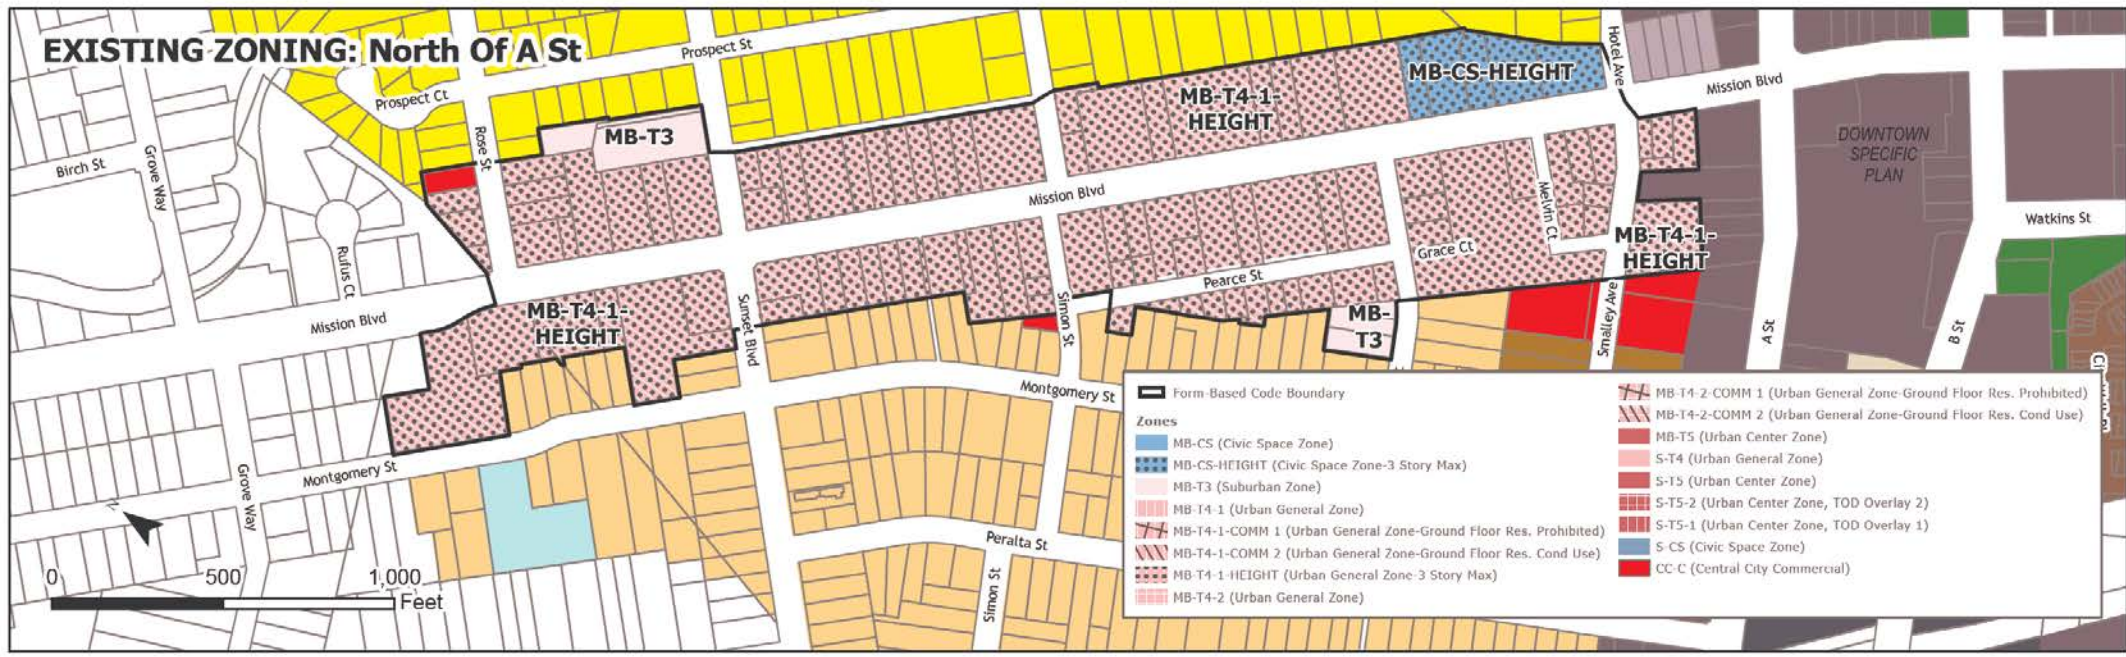 EXISTING ZONING: North Of A St
Prospect St
Prospect Ct
Hotel Ave
Mission Blvd
MB-CS-HEIGHT
MB-T4-1-
HEIGHT
MB-T3
Rose St
Birch St
Grove Way
DOWNTOWN
SPECIFIC
PLAN
Mission Blvd
Melvin Ct
Watkins St
Rufus Ct
MB-T4-1-
HEIGHT
Grace Ct
Pearce St
Mission Blvd
MB-T4-1-
HEIGHT
Sunset Blvd
Simon St
MB-
T3
Smalley Ave
A St
B St
Montgomery St
Montgomery St
Grove Way
Peralta St
Simon St
N
0 500 1,000
Feet
Form-Based Code Boundary
Zones
MB-CS (Civic Space Zone)
MB-CS-HEIGHT (Civic Space Zone-3 Story Max)
MB-T3 (Suburban Zone)
MB-T4-1 (Urban General Zone)
MB-T4-1-COMM 1 (Urban General Zone-Ground Floor Res. Prohibited)
MB-T4-1-COMM 2 (Urban General Zone-Ground Floor Res. Cond Use)
MB-T4-1-HEIGHT (Urban General Zone-3 Story Max)
MB-T4-2 (Urban General Zone)
MB-T4-2-COMM 1 (Urban General Zone-Ground Floor Res. Prohibited)
MB-T4-2-COMM 2 (Urban General Zone-Ground Floor Res. Cond Use)
MB-T5 (Urban Center Zone)
S-T4 (Urban General Zone)
S-T5 (Urban Center Zone)
S-T5-2 (Urban Center Zone, TOD Overlay 2)
S-T5-1 (Urban Center Zone, TOD Overlay 1)
S-CS (Civic Space Zone)
CC-C (Central City Commercial)